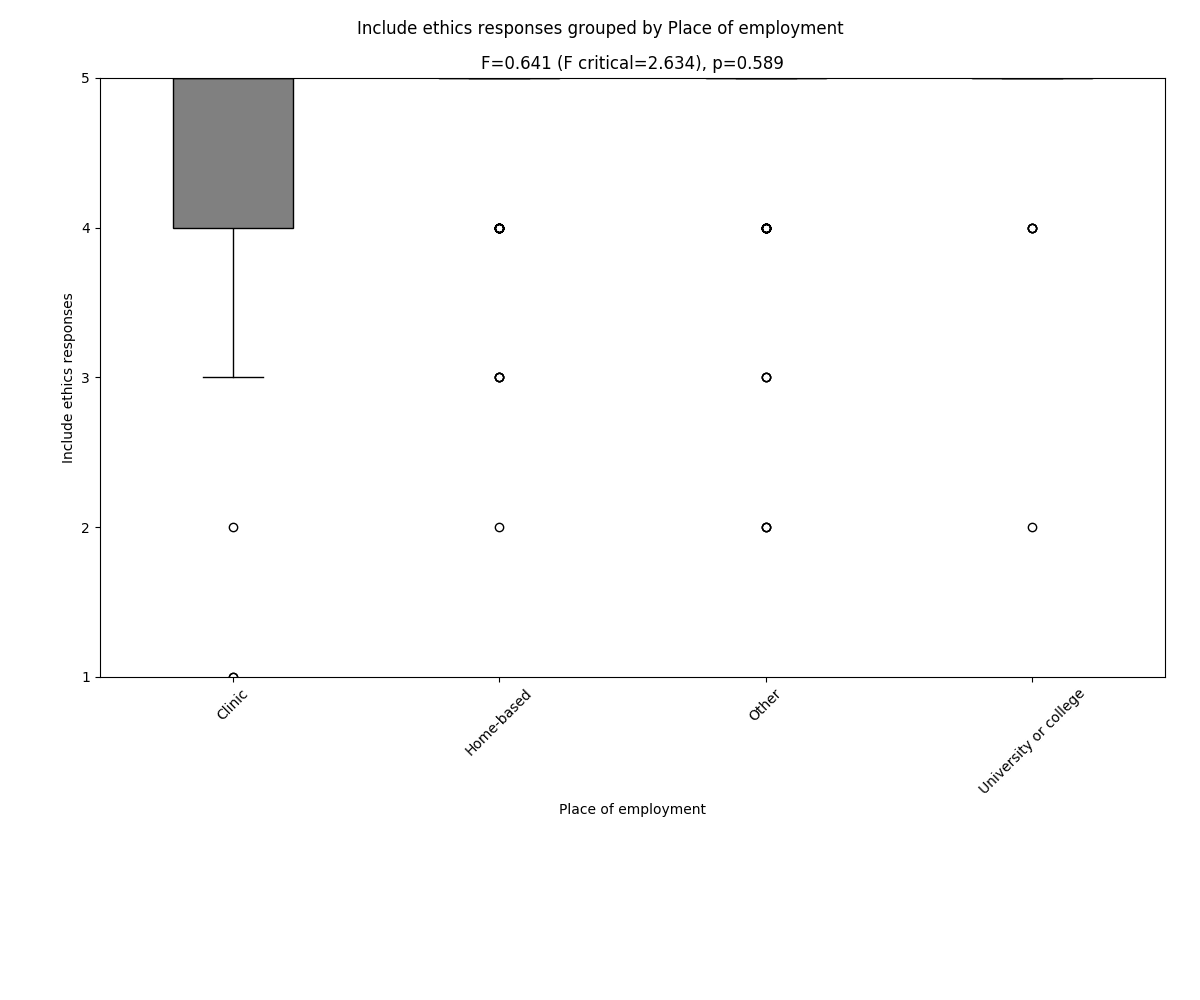 Include ethics responses grouped by Place of employment
F=0.641 (F critical=2.634), p=0.589
5
4
3
2
1
Include ethics responses
Clinic
Home-based
Other
University or college
Place of employment